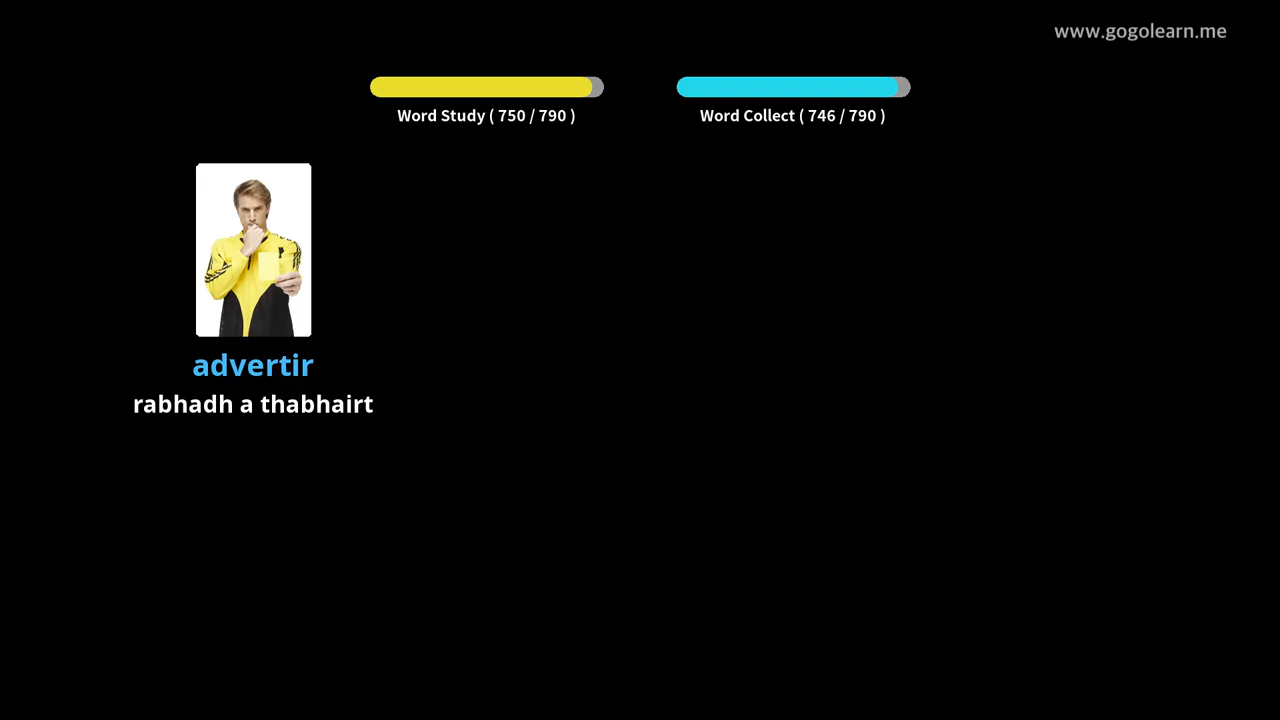 www.gogolearn.me
Word Study ( 750 / 790 )
Word Collect ( 746 / 790 )
advertir
rabhadh a thabhairt